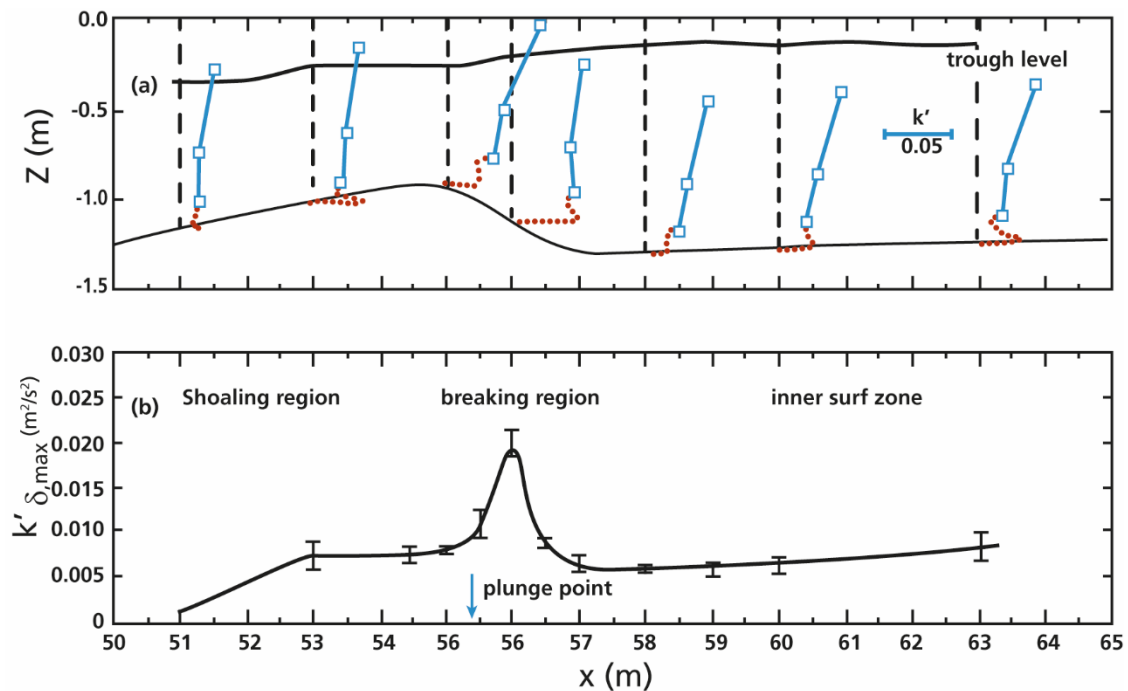 0.0
(a)
trough level
-0.5
k'
0.05
Z (m)
-1.0
-1.5
0.030
Shoaling region
(b)
breaking region
inner surf zone
0.025
0.020
k' δ,max (m²/s²)
0.015
0.010
0.005
plunge point
0
50 51 53 54 56 56 57 58 59 60 61 62 63 64 65
x (m)